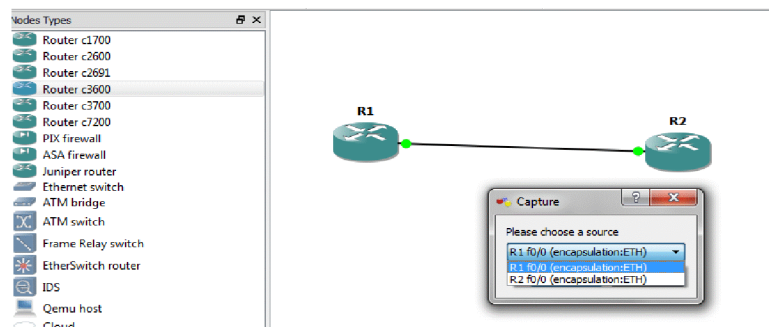 Nodes Types
Router c1700
Router c2600
Router c2691
Router c3600
Router c3700
Router c7200
PIX firewall
ASA firewall
Juniper router
Ethernet switch
ATM bridge
ATM switch
Frame Relay switch
EtherSwitch router
IDS
Qemu host
Cloud
R1
R2
Capture
Please choose a source
R1 f0/0 (encapsulation:ETH)
R1 f0/0 (encapsulation:ETH)
R2 f0/0 (encapsulation:ETH)